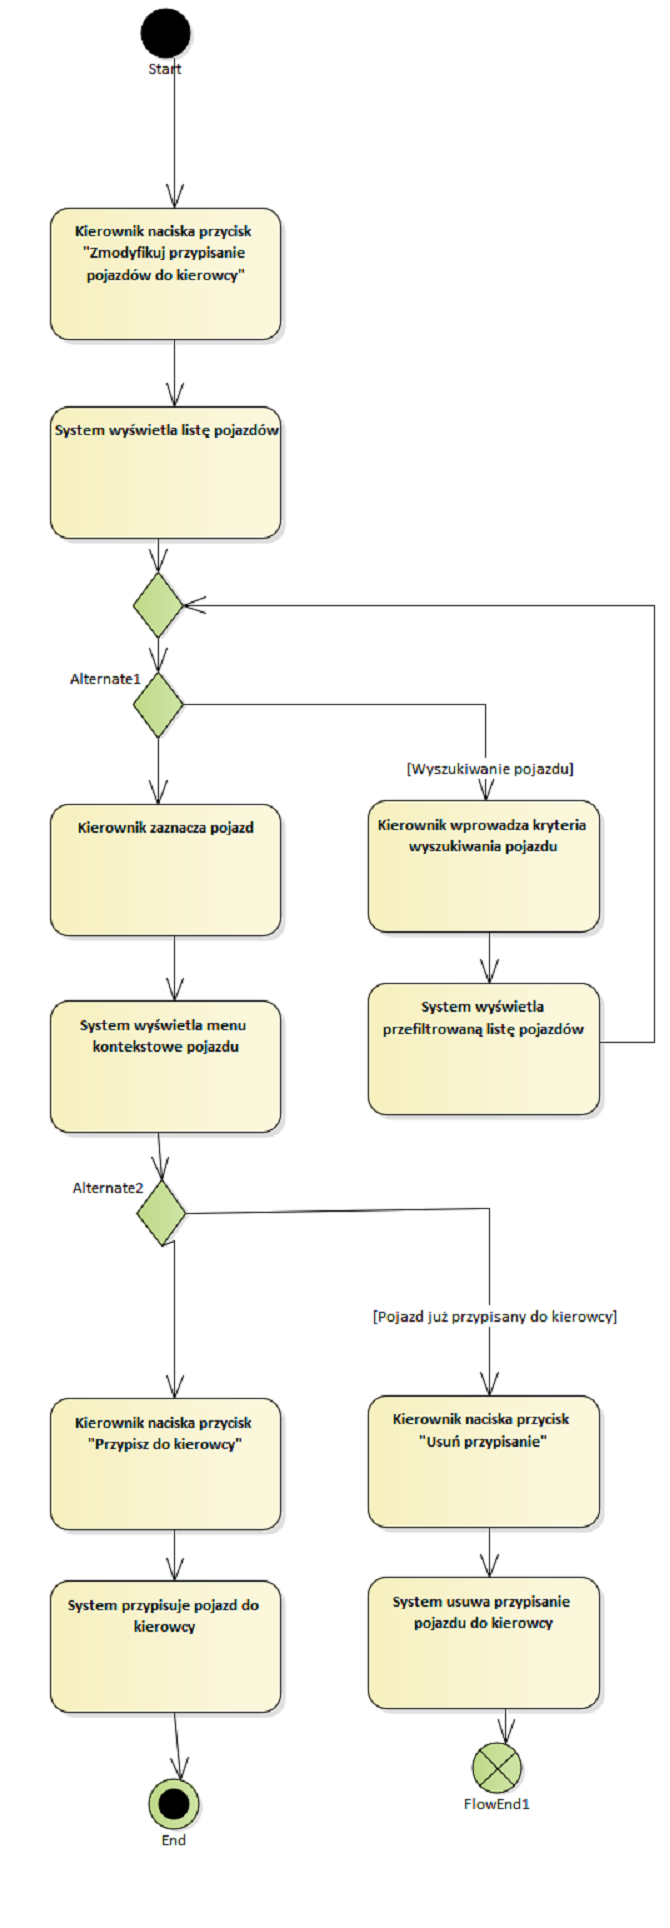 Start
Kierownik naciska przycisk
"Zmodyfikuj przypisanie
pojazdów do kierowcy"
System wyświetla listę pojazdów
Alternate1
[Wyszukiwanie pojazdu]
Kierownik zaznacza pojazd
Kierownik wprowadza kryteria
wyszukiwania pojazdu
System wyświetla
przefiltrowaną listę pojazdów
System wyświetla menu
kontekstowe pojazdu
Alternate2
[Pojazd już przypisany do kierowcy]
Kierownik naciska przycisk
"Przypisz do kierowcy"
Kierownik naciska przycisk
"Usuń przypisanie"
System przypisuje pojazd do
kierowcy
System usuwa przypisanie
pojazdu do kierowcy
FlowEnd1
End